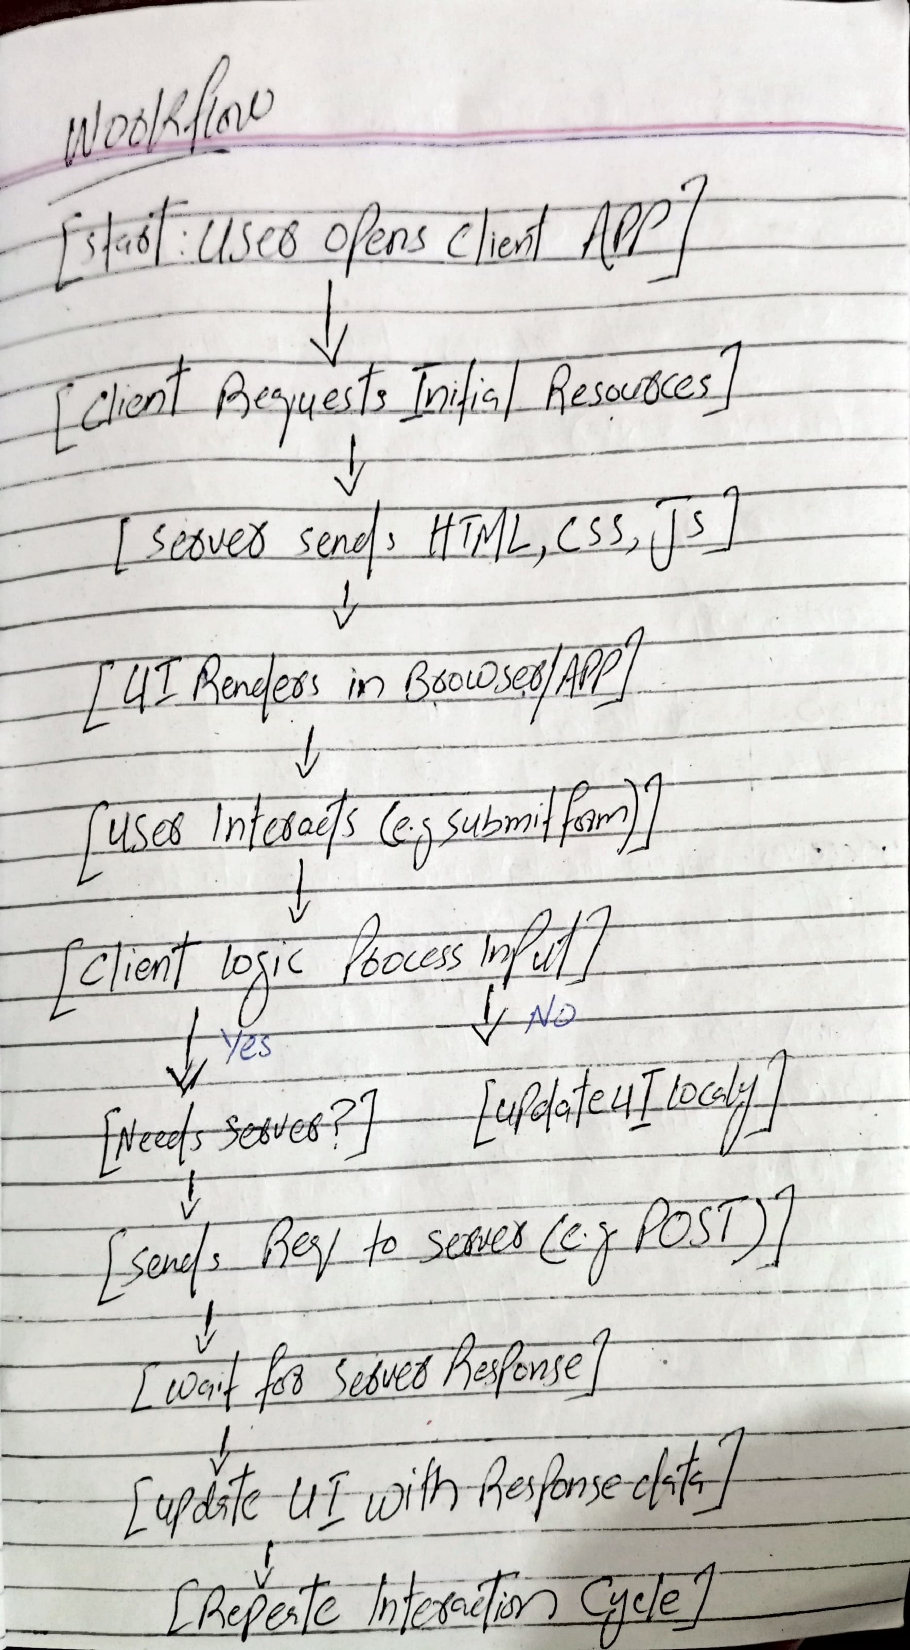 Workflow
[start: User opens Client APP]
[Client Requests Initial Resources]
[server sends HTML, CSS, JS]
[UI Renders in Browser/APP]
[User Interacts (e.g submit form)]
[Client logic Process Input]
Yes
NO
[Needs server?]
[update UI localy]
[sends Req to server (e.g POST)]
[wait for server Response]
[update UI with Response data]
[Repeate Interaction Cycle]